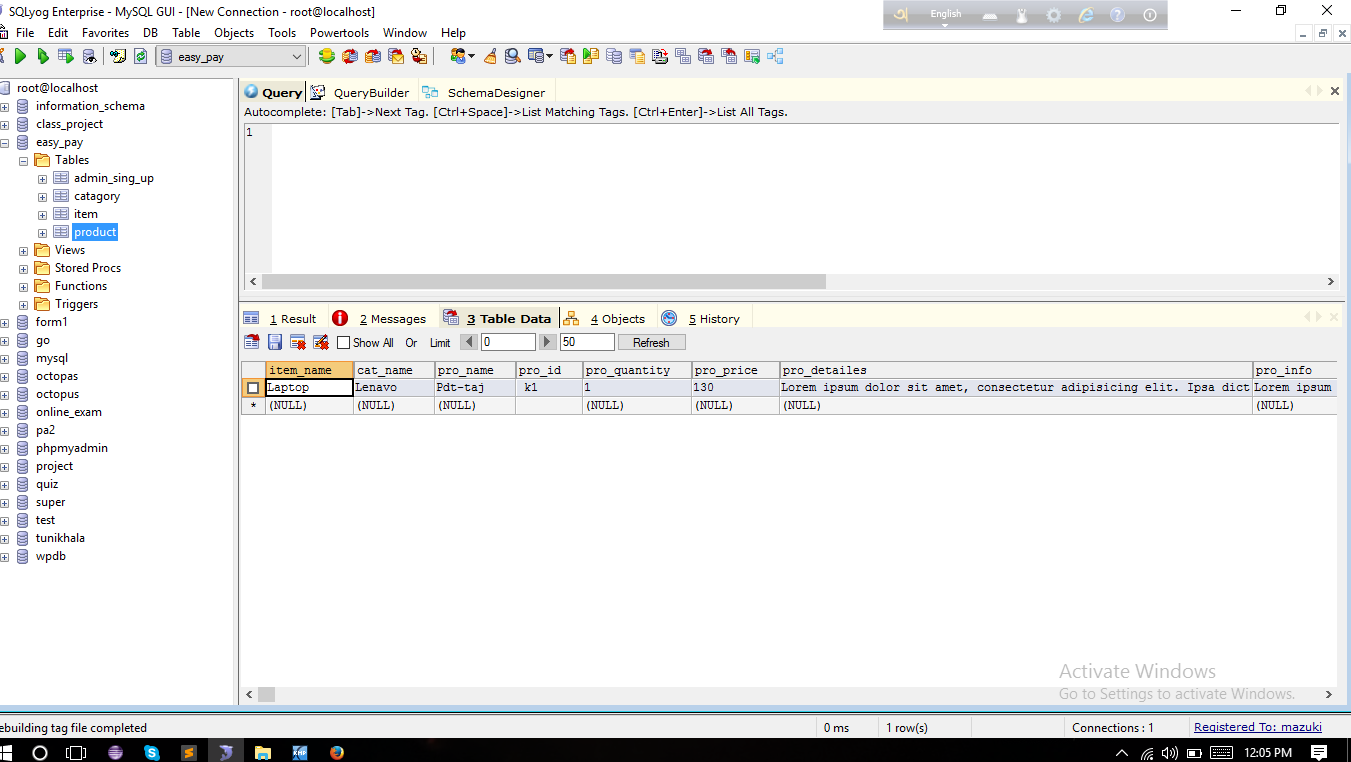 SQLyog Enterprise - MySQL GUI - [New Connection - root@localhost]
English
File Edit Favorites DB Table Objects Tools Powertools Window Help
easy_pay
root@localhost
information_schema
class_project
easy_pay
Tables
admin_sing_up
catagory
item
product
Views
Stored Procs
Functions
Triggers
form1
go
mysql
octopas
octopus
online_exam
pa2
phpmyadmin
project
quiz
super
test
tunikhala
wpdb
Query QueryBuilder SchemaDesigner
Autocomplete: [Tab]->Next Tag. [Ctrl+Space]->List Matching Tags. [Ctrl+Enter]->List All Tags.
1
1 Result 2 Messages 3 Table Data 4 Objects 5 History
Show All Or Limit 0 50 Refresh
item_name cat_name pro_name pro_id pro_quantity pro_price pro_detailes pro_info
Laptop Lenavo Pdt-taj k1 1 130 Lorem ipsum dolor sit amet, consectetur adipisicing elit. Ipsa dict Lorem ipsum
* (NULL) (NULL) (NULL) (NULL) (NULL) (NULL) (NULL)
Activate Windows
Go to Settings to activate Windows.
ebuilding tag file completed 0 ms 1 row(s) Connections : 1 Registered To: mazuki
12:05 PM